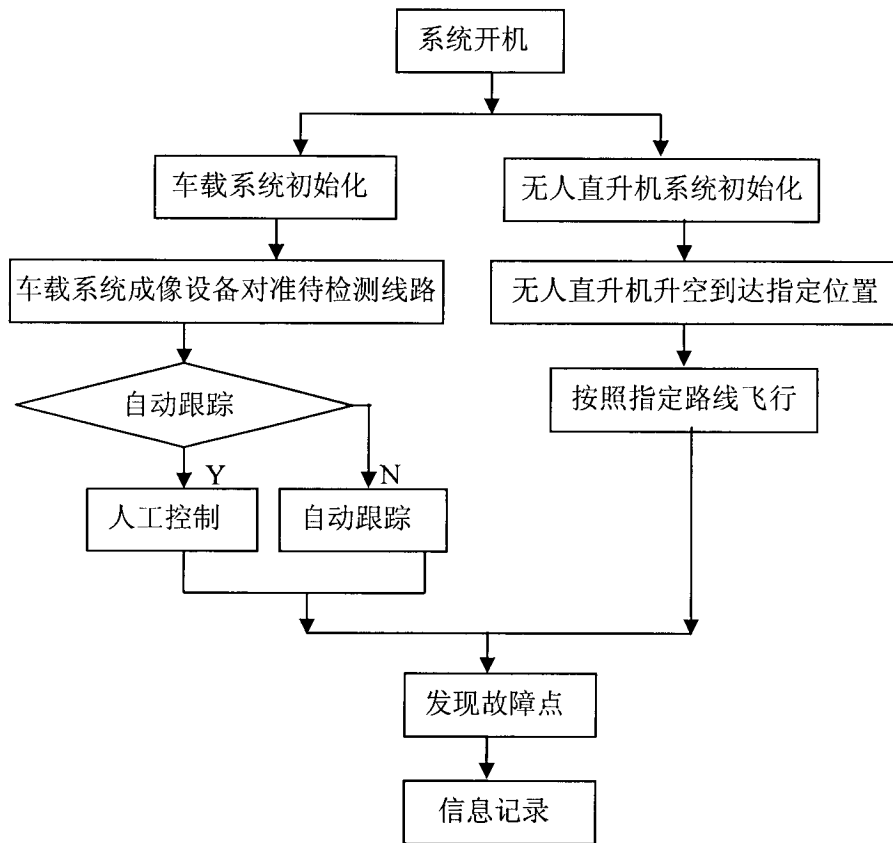 系统开机
车载系统初始化
无人直升机系统初始化
车载系统成像设备对准待检测线路
无人直升机升空到达指定位置
自动跟踪
按照指定路线飞行
Y
N
人工控制
自动跟踪
发现故障点
信息记录